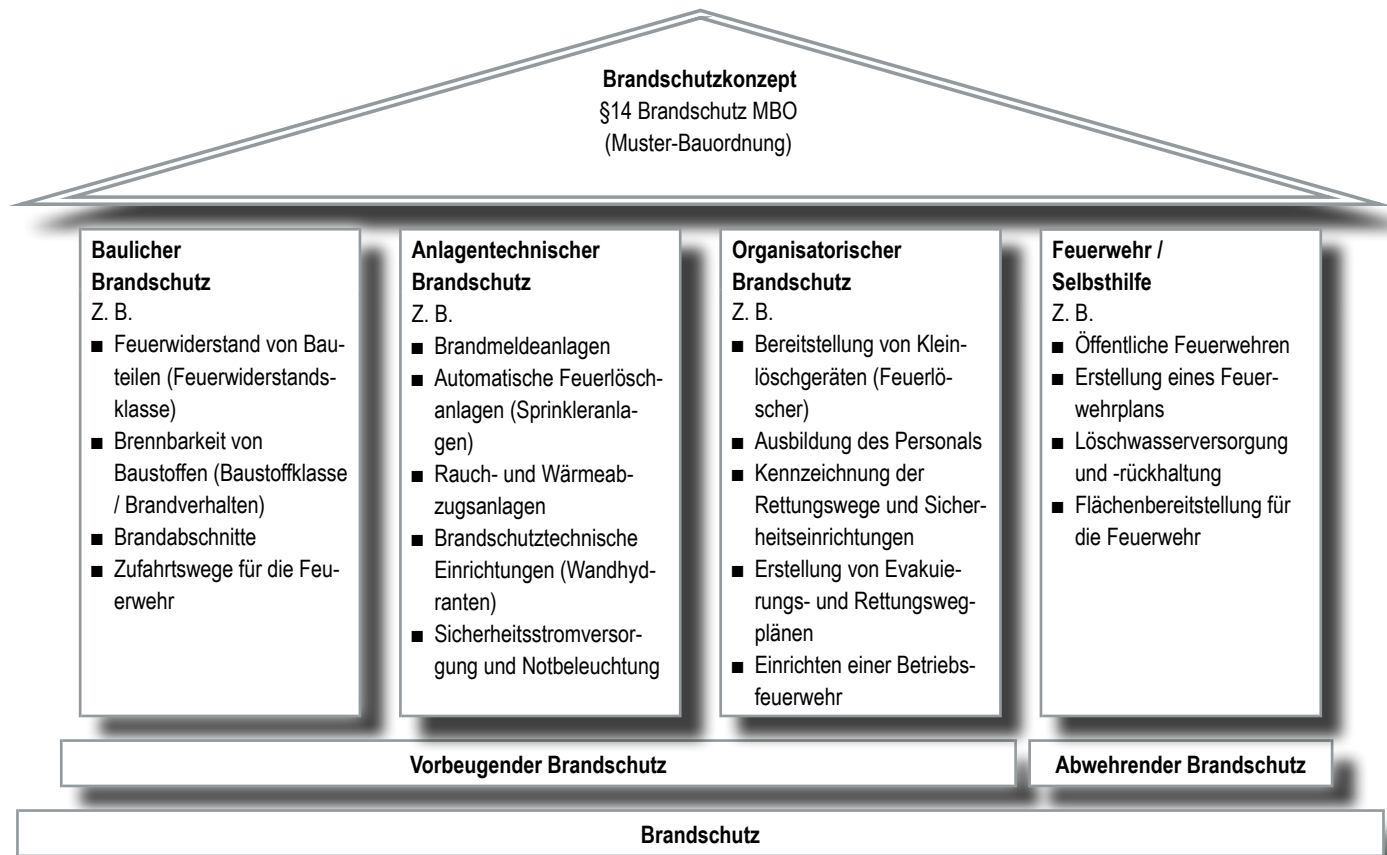 Brandschutzkonzept
§14 Brandschutz MBO
(Muster-Bauordnung)
Baulicher
Brandschutz
Z. B.
■ Feuerwiderstand von Bau-
teilen (Feuerwiderstands-
klasse)
■ Brennbarkeit von
Baustoffen (Baustoffklasse
/ Brandverhalten)
■ Brandabschnitte
■ Zufahrtswege für die Feu-
erwehr
Anlagentechnischer
Brandschutz
Z. B.
■ Brandmeldeanlagen
■ Automatische Feuerlösch-
anlagen (Sprinkleranla-
gen)
■ Rauch- und Wärmeab-
zugsanlagen
■ Brandschutztechnische
Einrichtungen (Wandhyd-
ranten)
■ Sicherheitsstromversor-
gung und Notbeleuchtung
Organisatorischer
Brandschutz
Z. B.
■ Bereitstellung von Klein-
löschgeräten (Feuerlö-
scher)
■ Ausbildung des Personals
■ Kennzeichnung der
Rettungswege und Sicher-
heitseinrichtungen
■ Erstellung von Evakuie-
rungs- und Rettungsweg-
plänen
■ Einrichten einer Betriebs-
feuerwehr
Feuerwehr /
Selbsthilfe
Z. B.
■ Öffentliche Feuerwehren
■ Erstellung eines Feuer-
wehrplans
■ Löschwasserversorgung
und -rückhaltung
■ Flächenbereitstellung für
die Feuerwehr
Vorbeugender Brandschutz
Abwehrender Brandschutz
Brandschutz